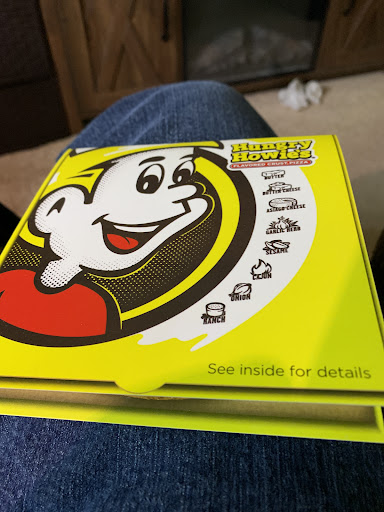 Hungry
Howie's
FLAVORED CRUST PIZZA
BUTTER
BUTTER CHEESE
ASIAGO CHEESE
GARLIC HERB
SESAME
CAJUN
ONION
RANCH
See inside for details